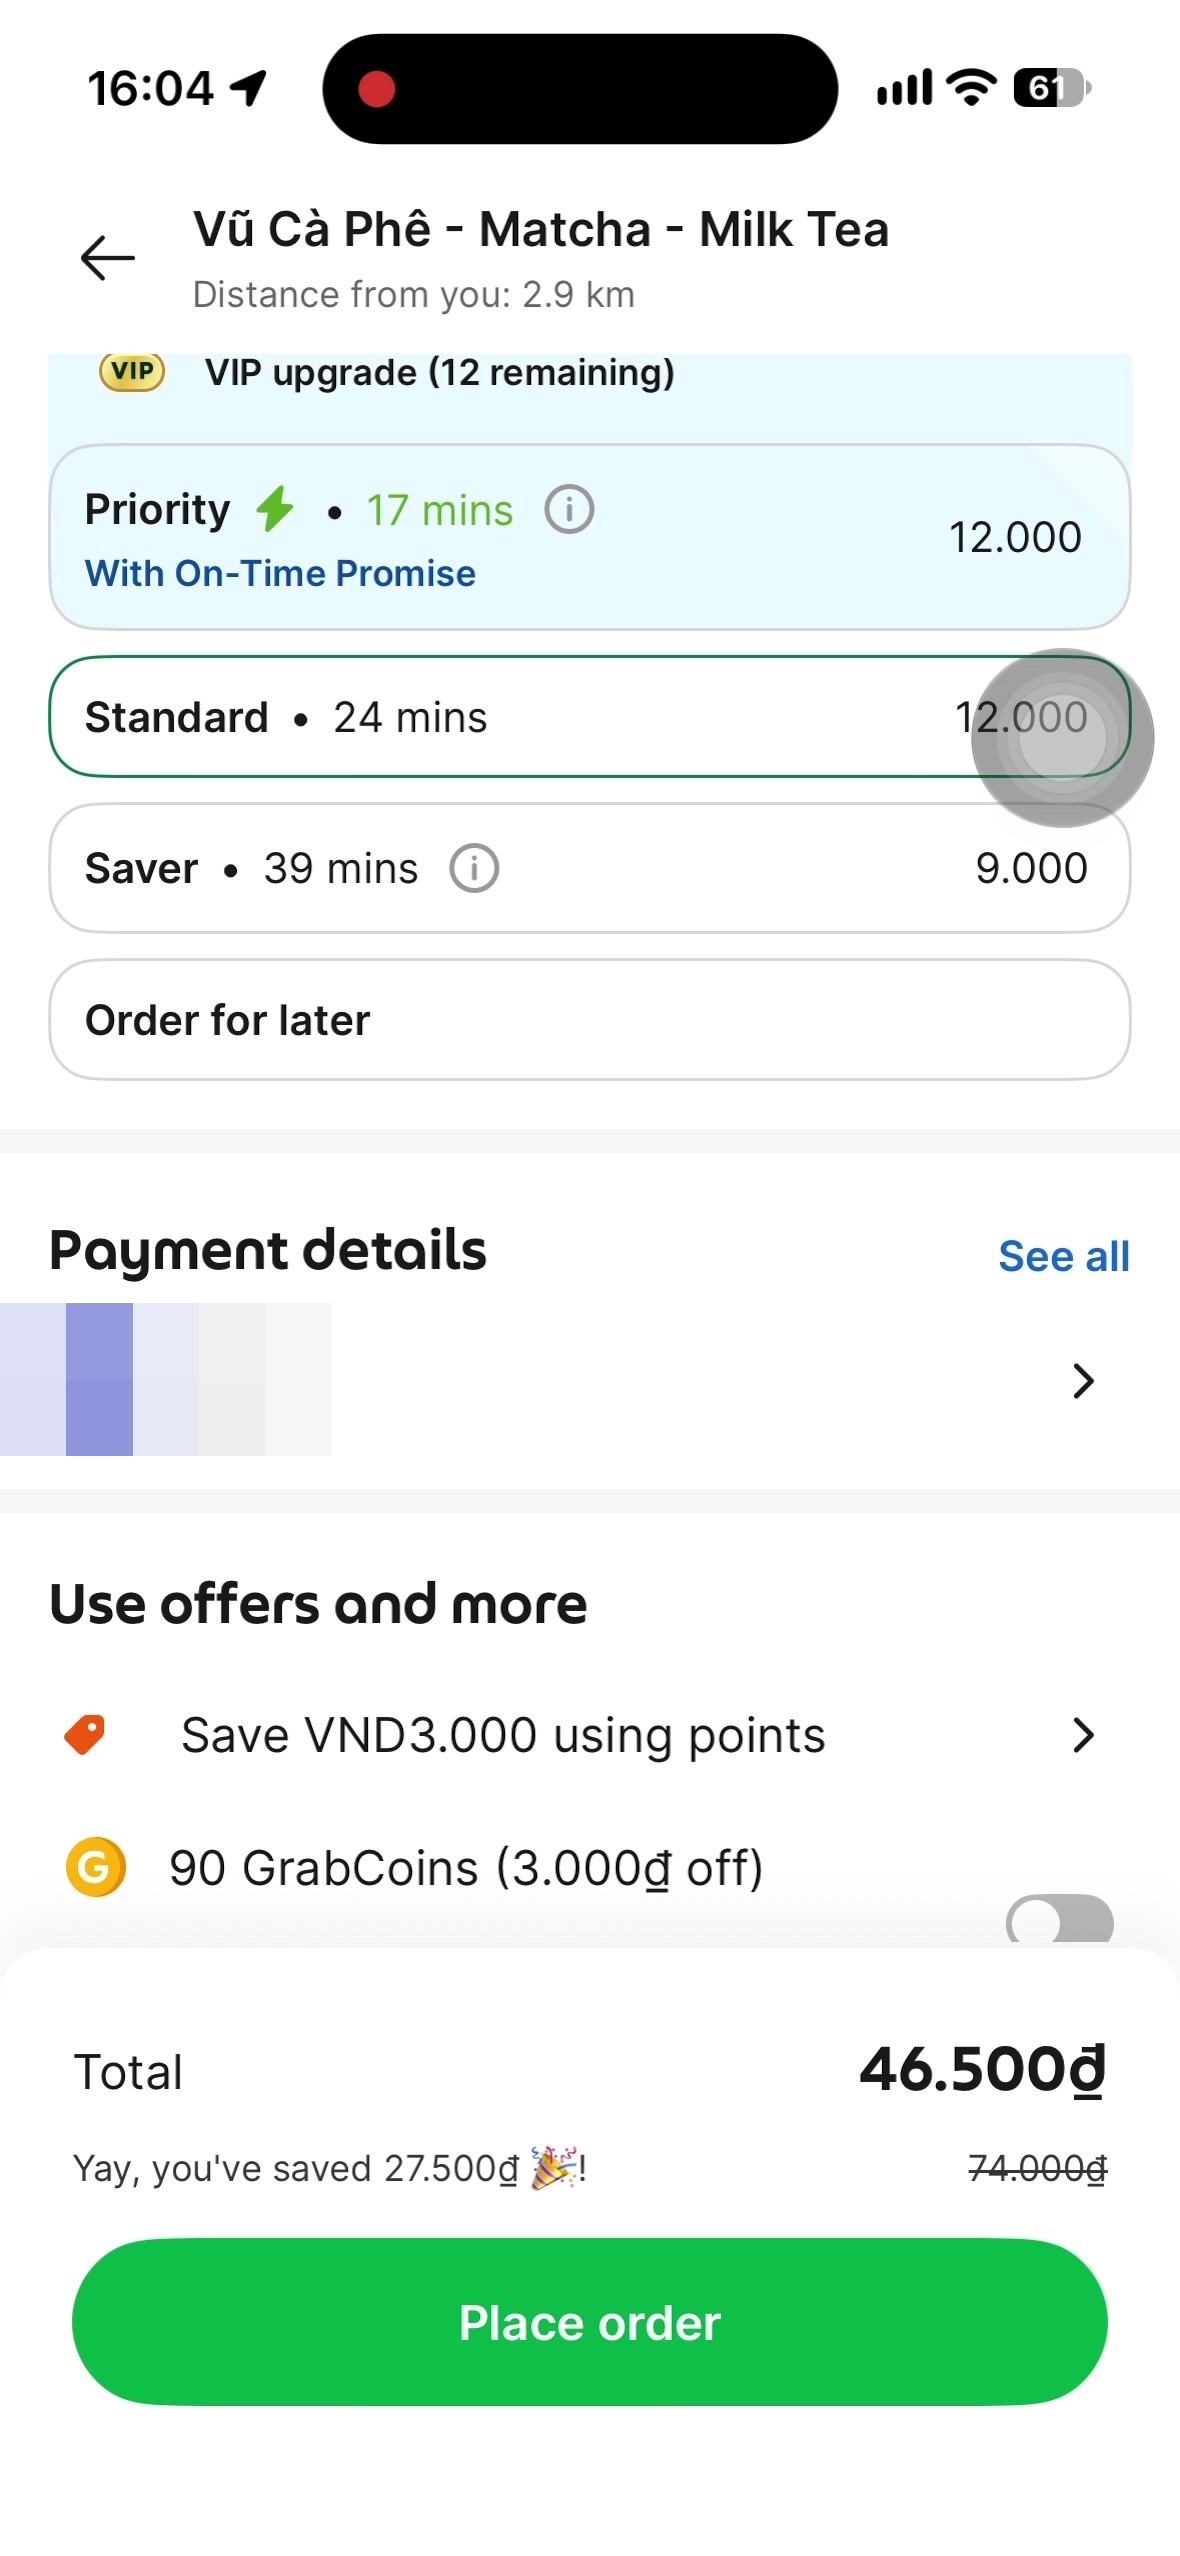 16:04
61
Vũ Cà Phê - Matcha - Milk Tea
Distance from you: 2.9 km
VIP VIP upgrade (12 remaining)
Priority • 17 mins
12.000
With On-Time Promise
Standard • 24 mins 12.000
Saver • 39 mins 9.000
Order for later
Payment details See all
Use offers and more
Save VND3.000 using points
G 90 GrabCoins (3.000₫ off)
Total 46.500₫
Yay, you've saved 27.500₫ 🎉! 74.000₫
Place order